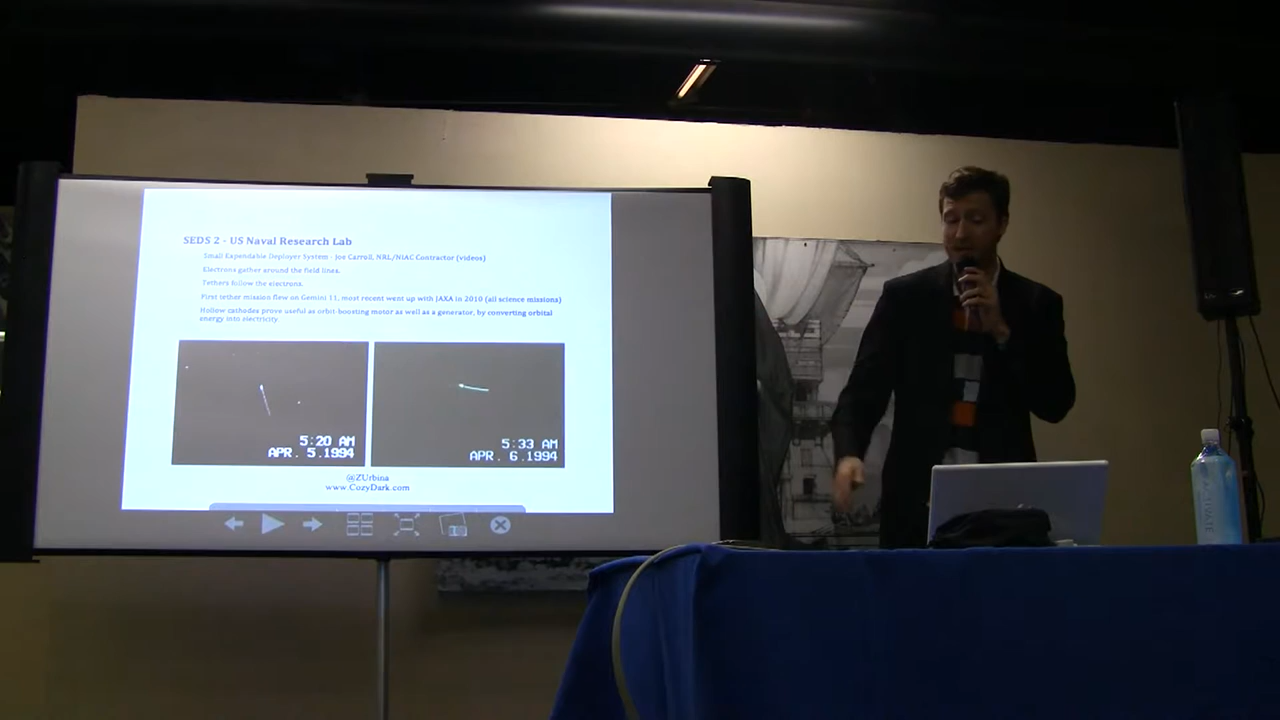 SEDS 2 - US Naval Research Lab
Small Expendable Deployer System - Joe Carroll, NRL/NIAC Contractor (videos)
Electrons gather around the field lines.
Tethers follow the electrons.
First tether mission flew on Gemini 11, most recent went up with JAXA in 2010 (all science missions)
Hollow cathodes prove useful as orbit-boosting motor as well as a generator, by converting orbital
energy into electricity
5:20 AM
APR. 5.1994
5:33 AM
APR. 6.1994
@ZUrbina
www.CozyDark.com
ACTIVATE